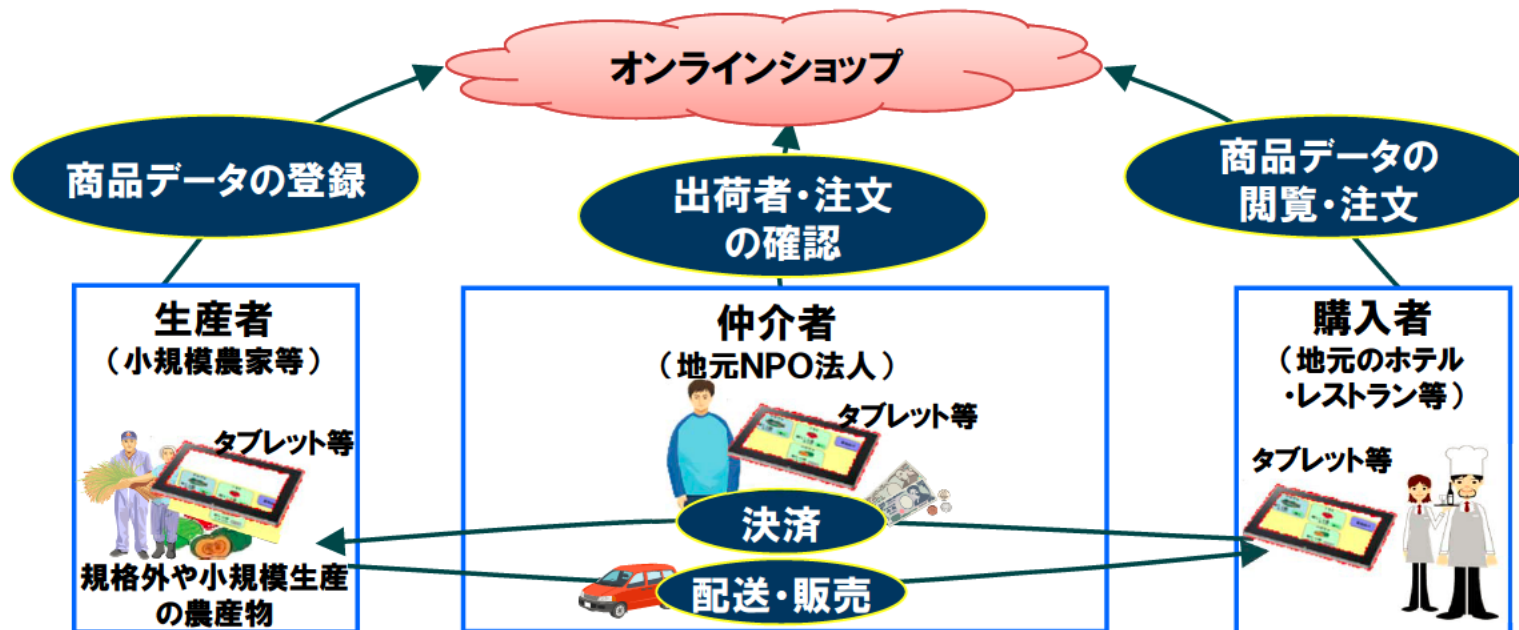 オンラインショップ
商品データの登録
出荷者・注文
の確認
商品データの
閲覧・注文
生産者
（小規模農家等）
タブレット等
規格外や小規模生産
の農産物
仲介者
（地元NPO法人）
タブレット等
決済
配送・販売
購入者
（地元のホテル
・レストラン等）
タブレット等